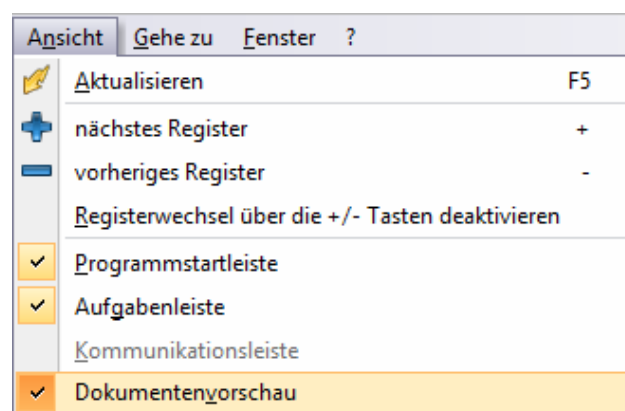 Ansicht Gehe zu Fenster ?
Aktualisieren F5
nächstes Register +
vorheriges Register -
Registerwechsel über die +/- Tasten deaktivieren
Programmstartleiste
Aufgabenleiste
Kommunikationsleiste
Dokumentenvorschau